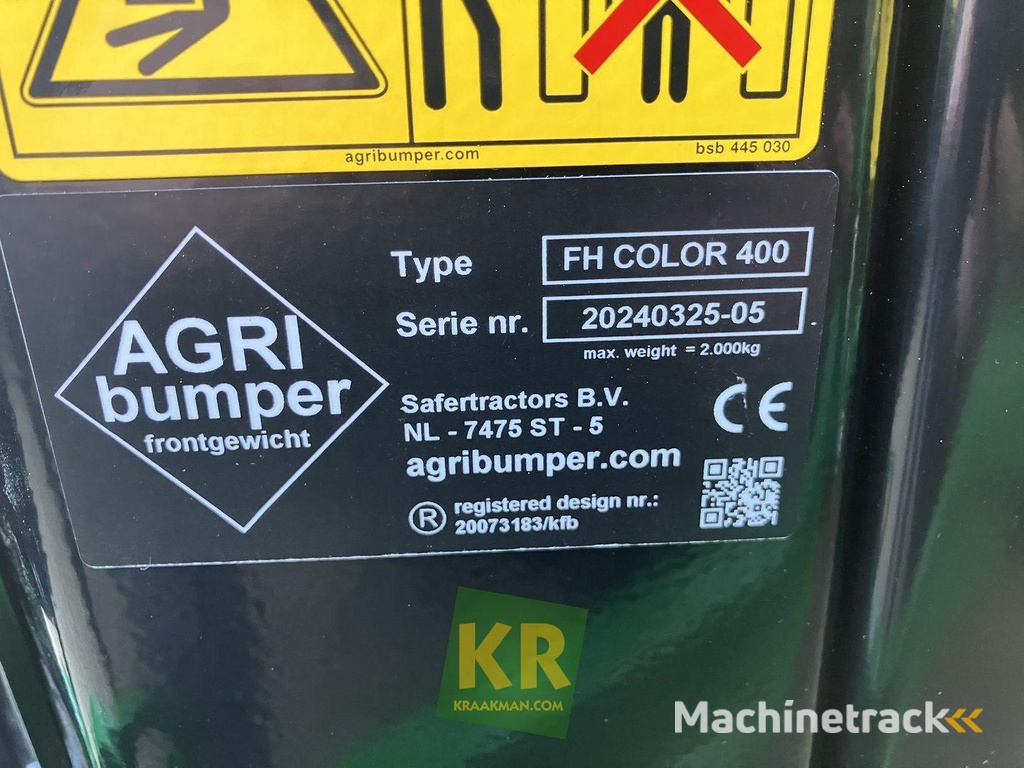 agribumper.com
bsb 445 030
AGRI
bumper
frontgewicht
Type FH COLOR 400
Serie nr. 20240325-05
max. weight = 2.000kg
Safertractors B.V.
NL - 7475 ST - 5
agribumper.com
CE
® registered design nr.:
20073183/kfb
KR
KRAAKMAN.COM
Machinetrack